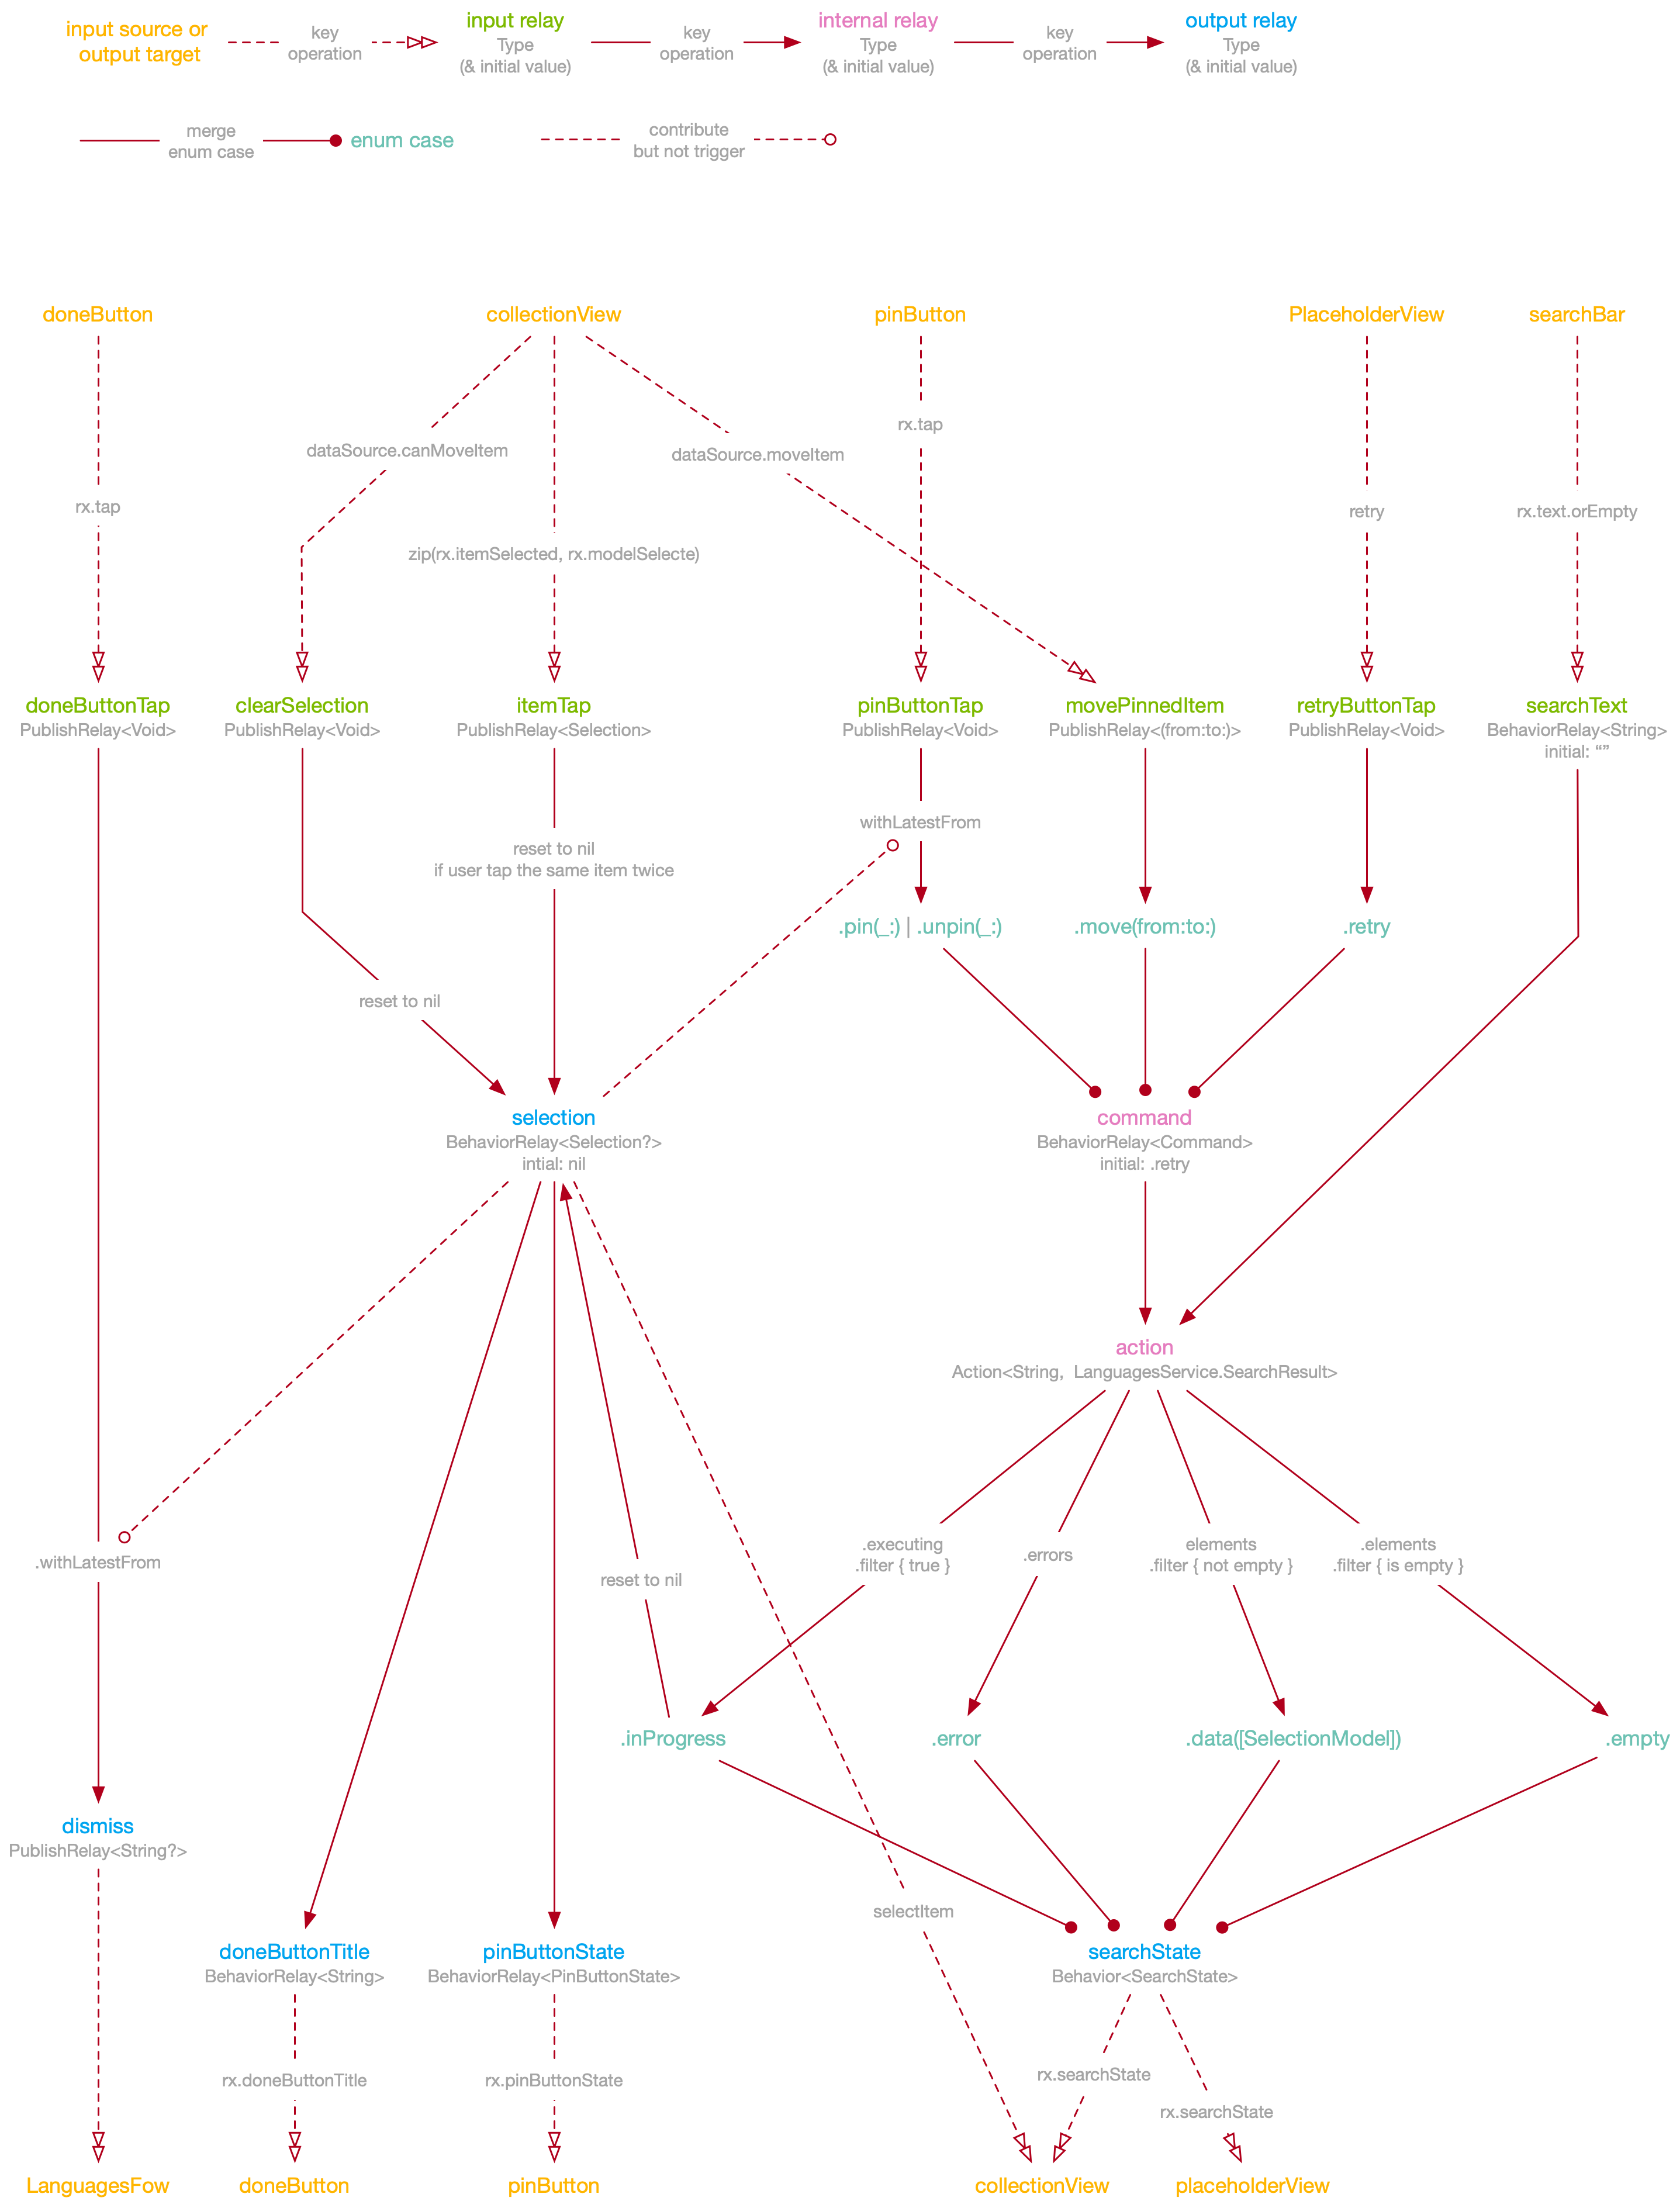 input source or
output target
key
operation
input relay
Type
(& initial value)
key
operation
internal relay
Type
(& initial value)
key
operation
output relay
Type
(& initial value)
merge
enum case
enum case
contribute
but not trigger
doneButton
collectionView
pinButton
PlaceholderView
searchBar
rx.tap
dataSource.canMoveItem
dataSource.moveItem
rx.tap
retry
rx.text.orEmpty
zip(rx.itemSelected, rx.modelSelecte)
doneButtonTap
PublishRelay<Void>
clearSelection
PublishRelay<Void>
itemTap
PublishRelay<Selection>
pinButtonTap
PublishRelay<Void>
movePinnedItem
PublishRelay<(from:to:)>
retryButtonTap
PublishRelay<Void>
searchText
BehaviorRelay<String>
initial: “”
withLatestFrom
reset to nil
if user tap the same item twice
.pin(_:) | .unpin(_:)
.move(from:to:)
.retry
reset to nil
selection
BehaviorRelay<Selection?>
intial: nil
command
BehaviorRelay<Command>
initial: .retry
action
Action<String,  LanguagesService.SearchResult>
.withLatestFrom
reset to nil
.executing
.filter { true }
.errors
elements
.filter { not empty }
.elements
.filter { is empty }
.inProgress
.error
.data([SelectionModel])
.empty
dismiss
PublishRelay<String?>
selectItem
doneButtonTitle
BehaviorRelay<String>
pinButtonState
BehaviorRelay<PinButtonState>
searchState
Behavior<SearchState>
rx.doneButtonTitle
rx.pinButtonState
rx.searchState
rx.searchState
LanguagesFow
doneButton
pinButton
collectionView
placeholderView